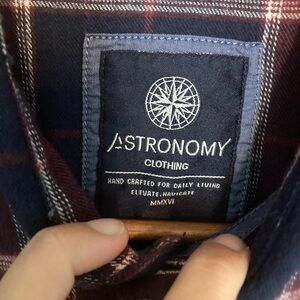 ASTRONOMY
CLOTHING
HAND CRAFTED FOR DAILY LIVING
ELEVATE.NAVIGATE
MMXVI